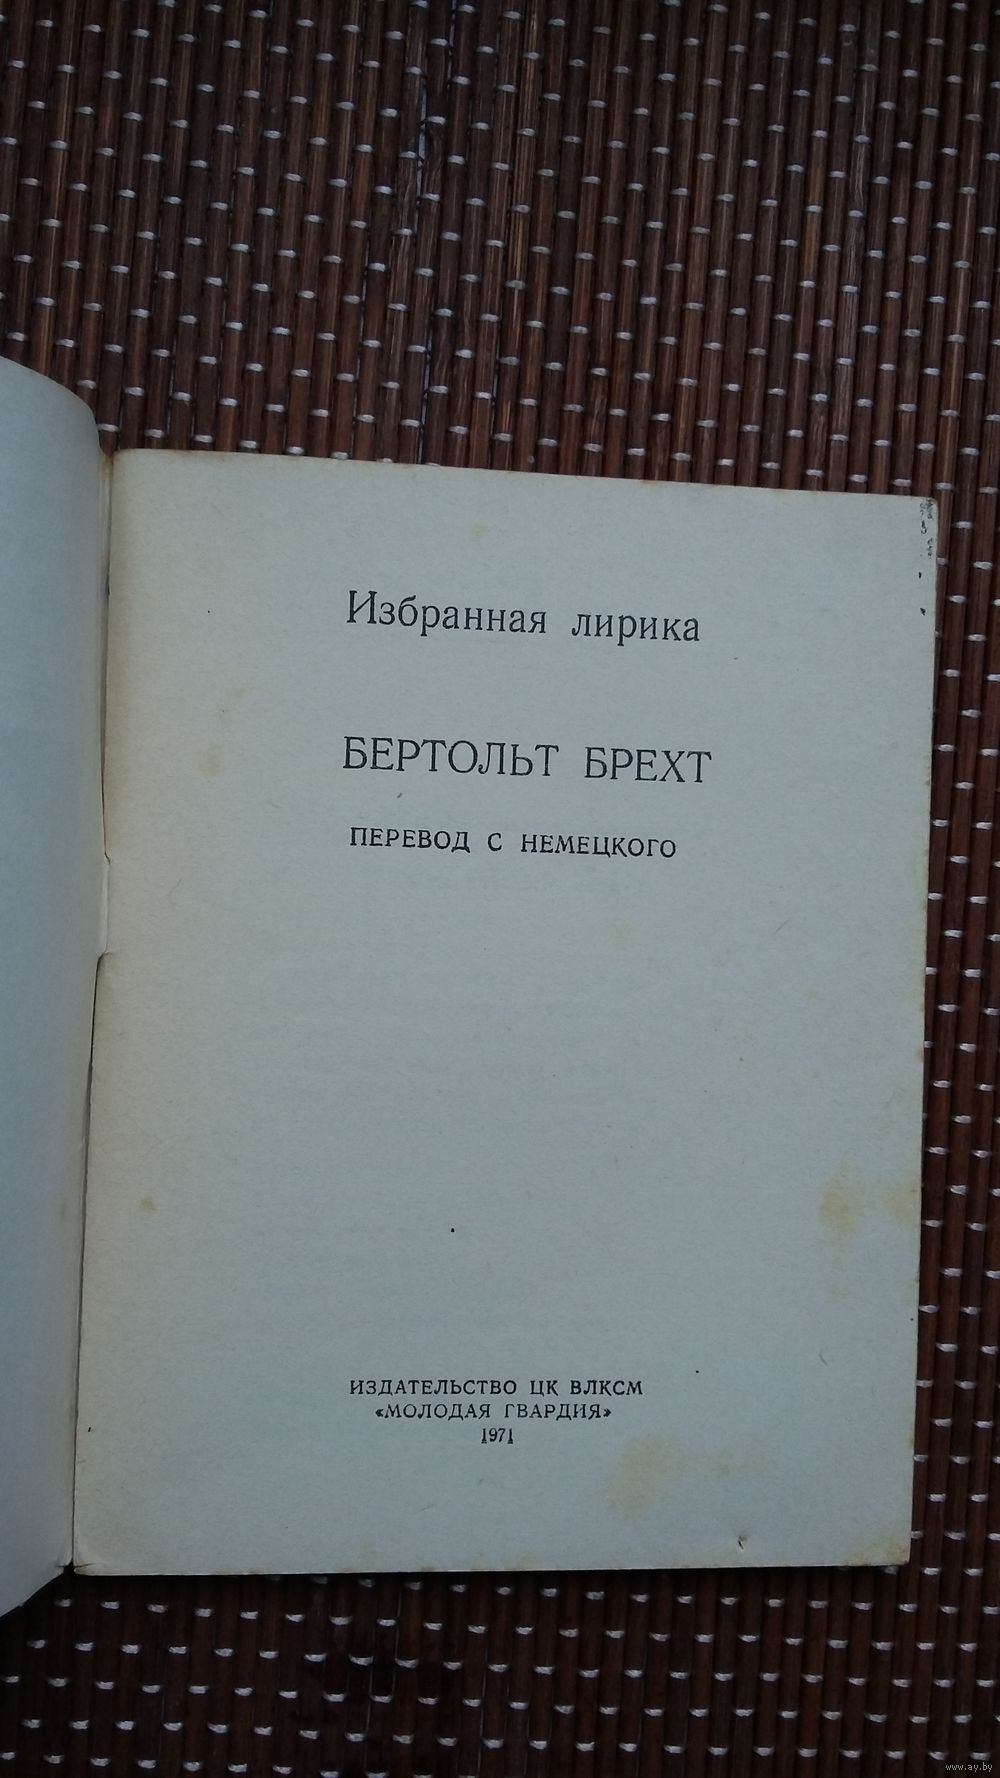 Избранная лирика
БЕРТОЛЬТ БРЕХТ
ПЕРЕВОД С НЕМЕЦКОГО
ИЗДАТЕЛЬСТВО ЦК ВЛКСМ
«МОЛОДАЯ ГВАРДИЯ»
1971
www.ay.by